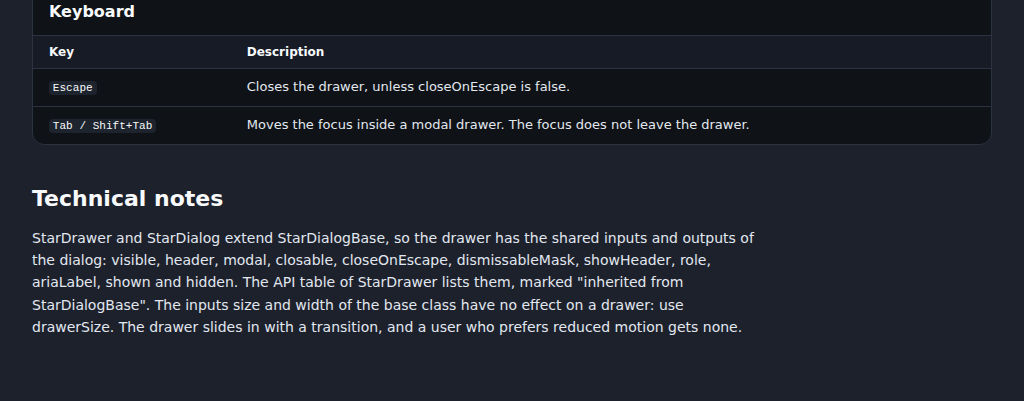 Keyboard
Key Description
Escape Closes the drawer, unless closeOnEscape is false.
Tab / Shift+Tab Moves the focus inside a modal drawer. The focus does not leave the drawer.
Technical notes
StarDrawer and StarDialog extend StarDialogBase, so the drawer has the shared inputs and outputs of
the dialog: visible, header, modal, closable, closeOnEscape, dismissableMask, showHeader, role,
ariaLabel, shown and hidden. The API table of StarDrawer lists them, marked "inherited from
StarDialogBase". The inputs size and width of the base class have no effect on a drawer: use
drawerSize. The drawer slides in with a transition, and a user who prefers reduced motion gets none.